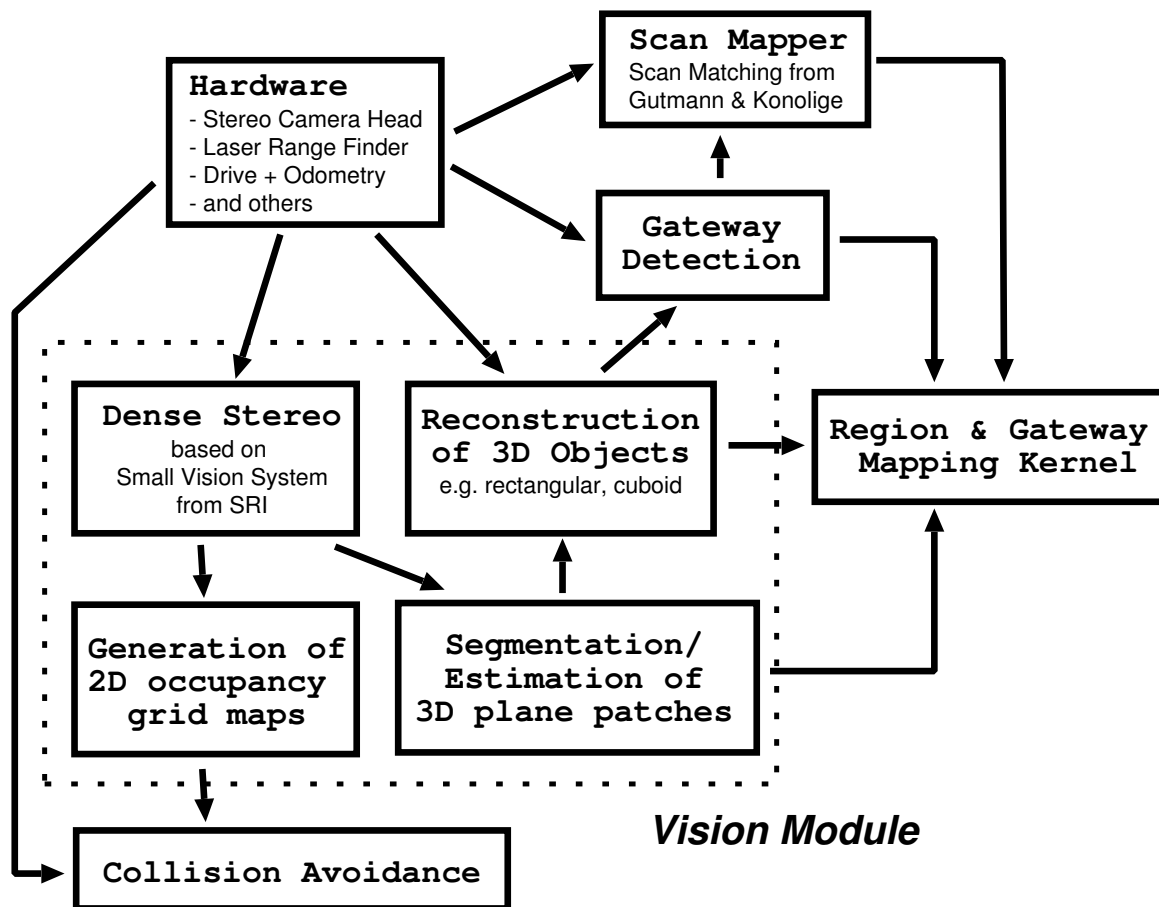 Scan Mapper
Scan Matching from
Gutmann & Konolige
Hardware
- Stereo Camera Head
- Laser Range Finder
- Drive + Odometry
- and others
Gateway
Detection
Dense Stereo
based on
Small Vision System
from SRI
Reconstruction
of 3D Objects
e.g. rectangular, cuboid
Region & Gateway
Mapping Kernel
Generation of
2D occupancy
grid maps
Segmentation/
Estimation of
3D plane patches
Vision Module
Collision Avoidance